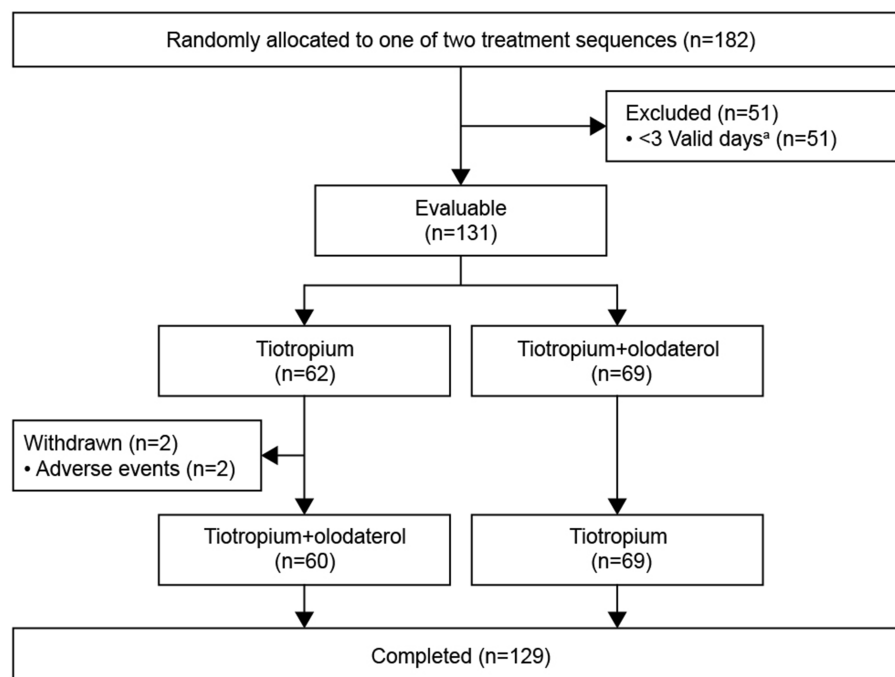 Randomly allocated to one of two treatment sequences (n=182)
Excluded (n=51)
• <3 Valid daysª (n=51)
Evaluable
(n=131)
Tiotropium
(n=62)
Tiotropium+olodaterol
(n=69)
Withdrawn (n=2)
• Adverse events (n=2)
Tiotropium+olodaterol
(n=60)
Tiotropium
(n=69)
Completed (n=129)